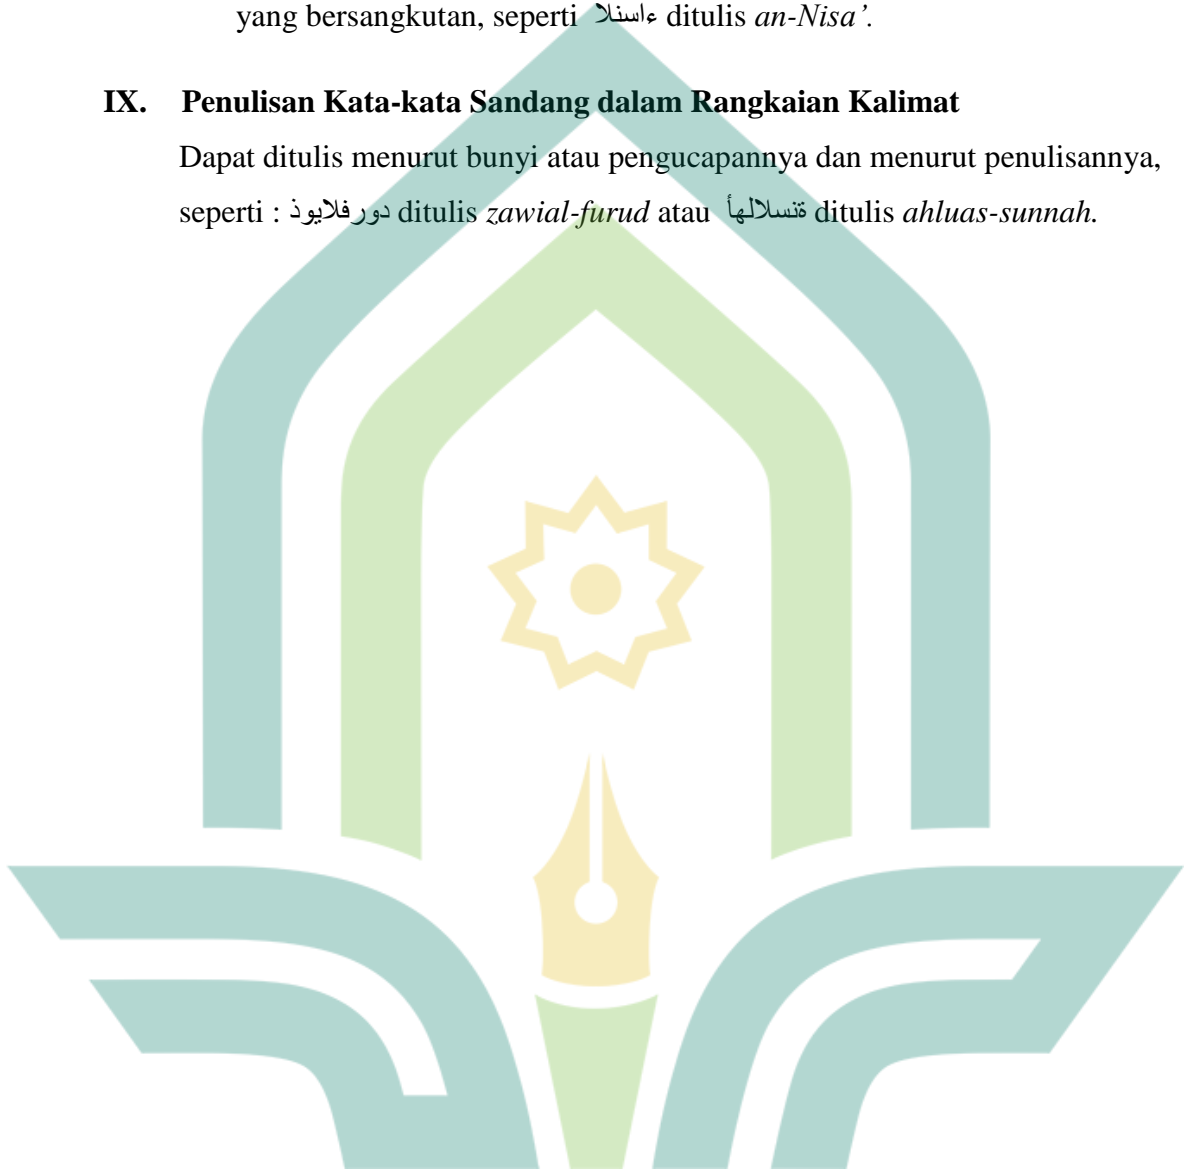 yang bersangkutan, seperti ءاسنلا ditulis an-Nisa’.
IX. Penulisan Kata-kata Sandang dalam Rangkaian Kalimat
Dapat ditulis menurut bunyi atau pengucapannya dan menurut penulisannya,
seperti : دورفلايوذ ditulis zawial-furud atau ةنسلالهأ ditulis ahluas-sunnah.